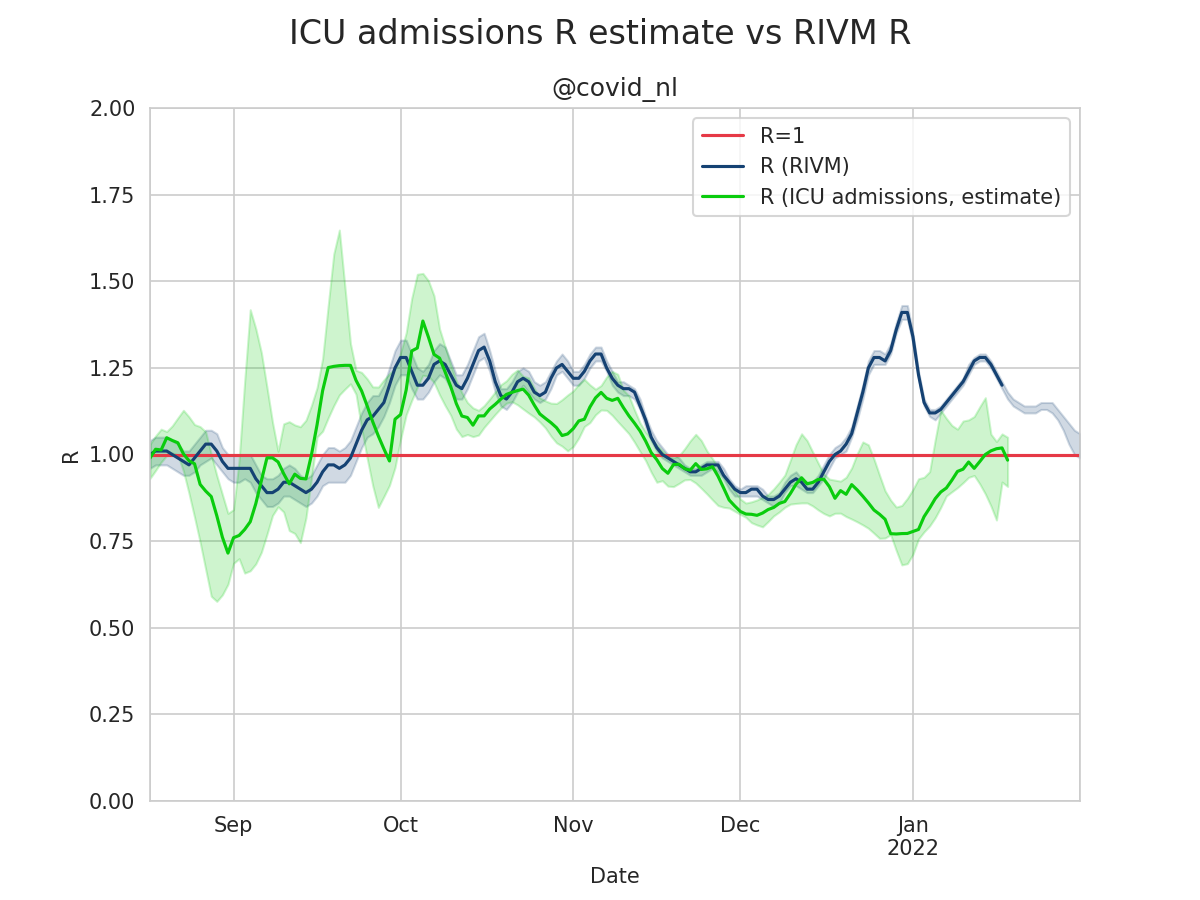 ICU admissions R estimate vs RIVM R
@covid_nl
2.00
1.75
1.50
1.25
1.00
0.75
0.50
0.25
0.00
R
R=1
R (RIVM)
R (ICU admissions, estimate)
Sep
Oct
Nov
Dec
Jan
2022
Date